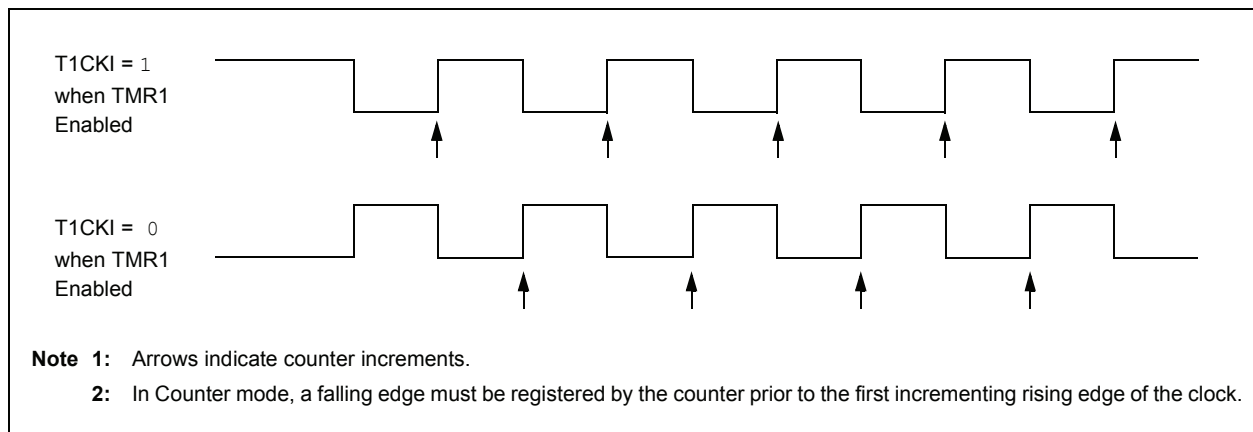 T1CKI = 1
when TMR1
Enabled
T1CKI = 0
when TMR1
Enabled
Note 1: Arrows indicate counter increments.
2: In Counter mode, a falling edge must be registered by the counter prior to the first incrementing rising edge of the clock.